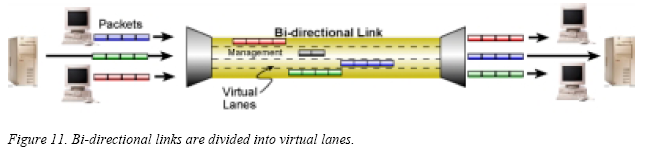 Packets
Bi-directional Link
Management
Virtual
Lanes
Figure 11. Bi-directional links are divided into virtual lanes.